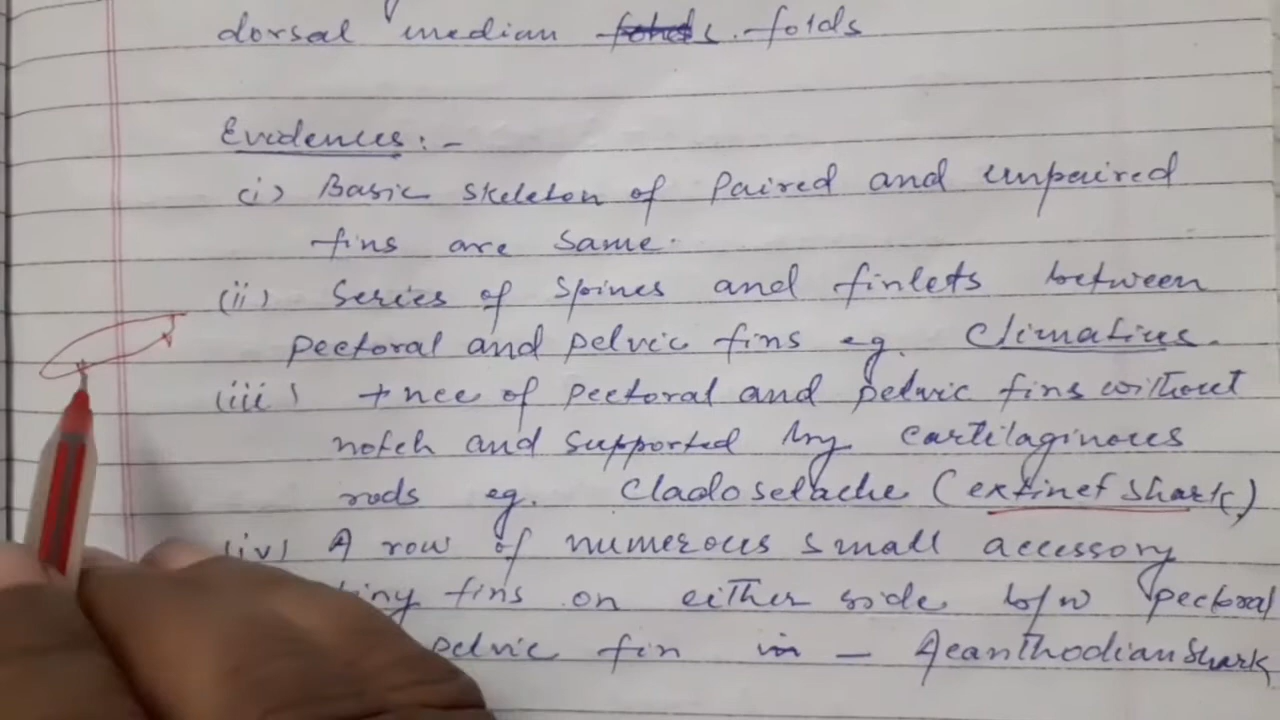 dorsal median folds
Evidences:-
(i) Basic skeleton of Paired and unpaired
fins are same.
(ii) Series of Spines and finlets between
pectoral and pelvic fins eg. Climatius.
(iii) of pectoral and pelvic fins without
notch and supported by cartilaginous
rods eg. Cladoselache (extinct shark)
(iv) A row of numerous small accessory
tiny fins on either side b/w pectoral
pelvic fin in - Acanthodian Shark